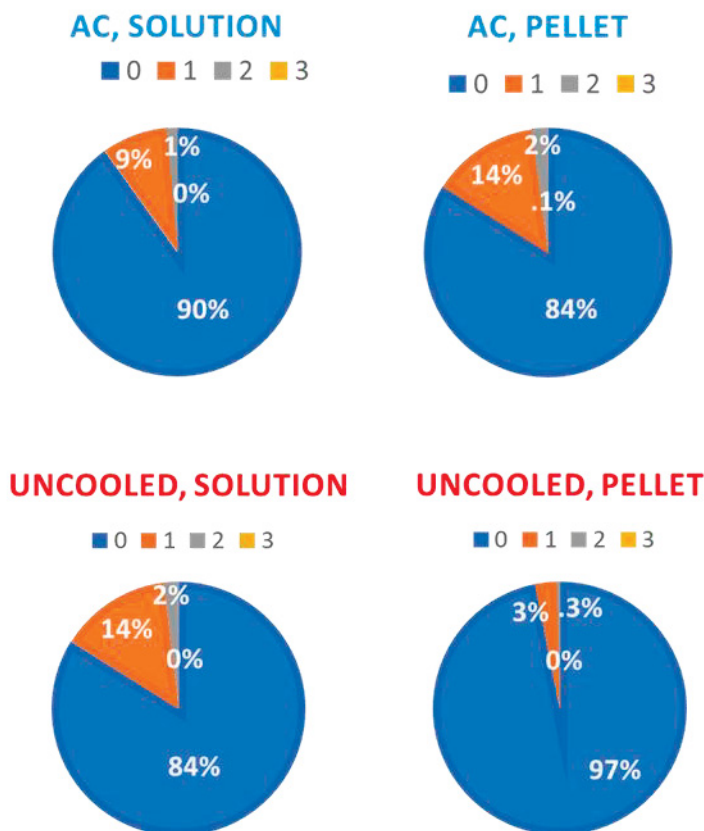 AC, SOLUTION
0 1 2 3
9%
1%
0%
90%
AC, PELLET
0 1 2 3
14%
2%
.1%
84%
UNCOOLED, SOLUTION
0 1 2 3
14%
2%
0%
84%
UNCOOLED, PELLET
0 1 2 3
3%
.3%
0%
97%